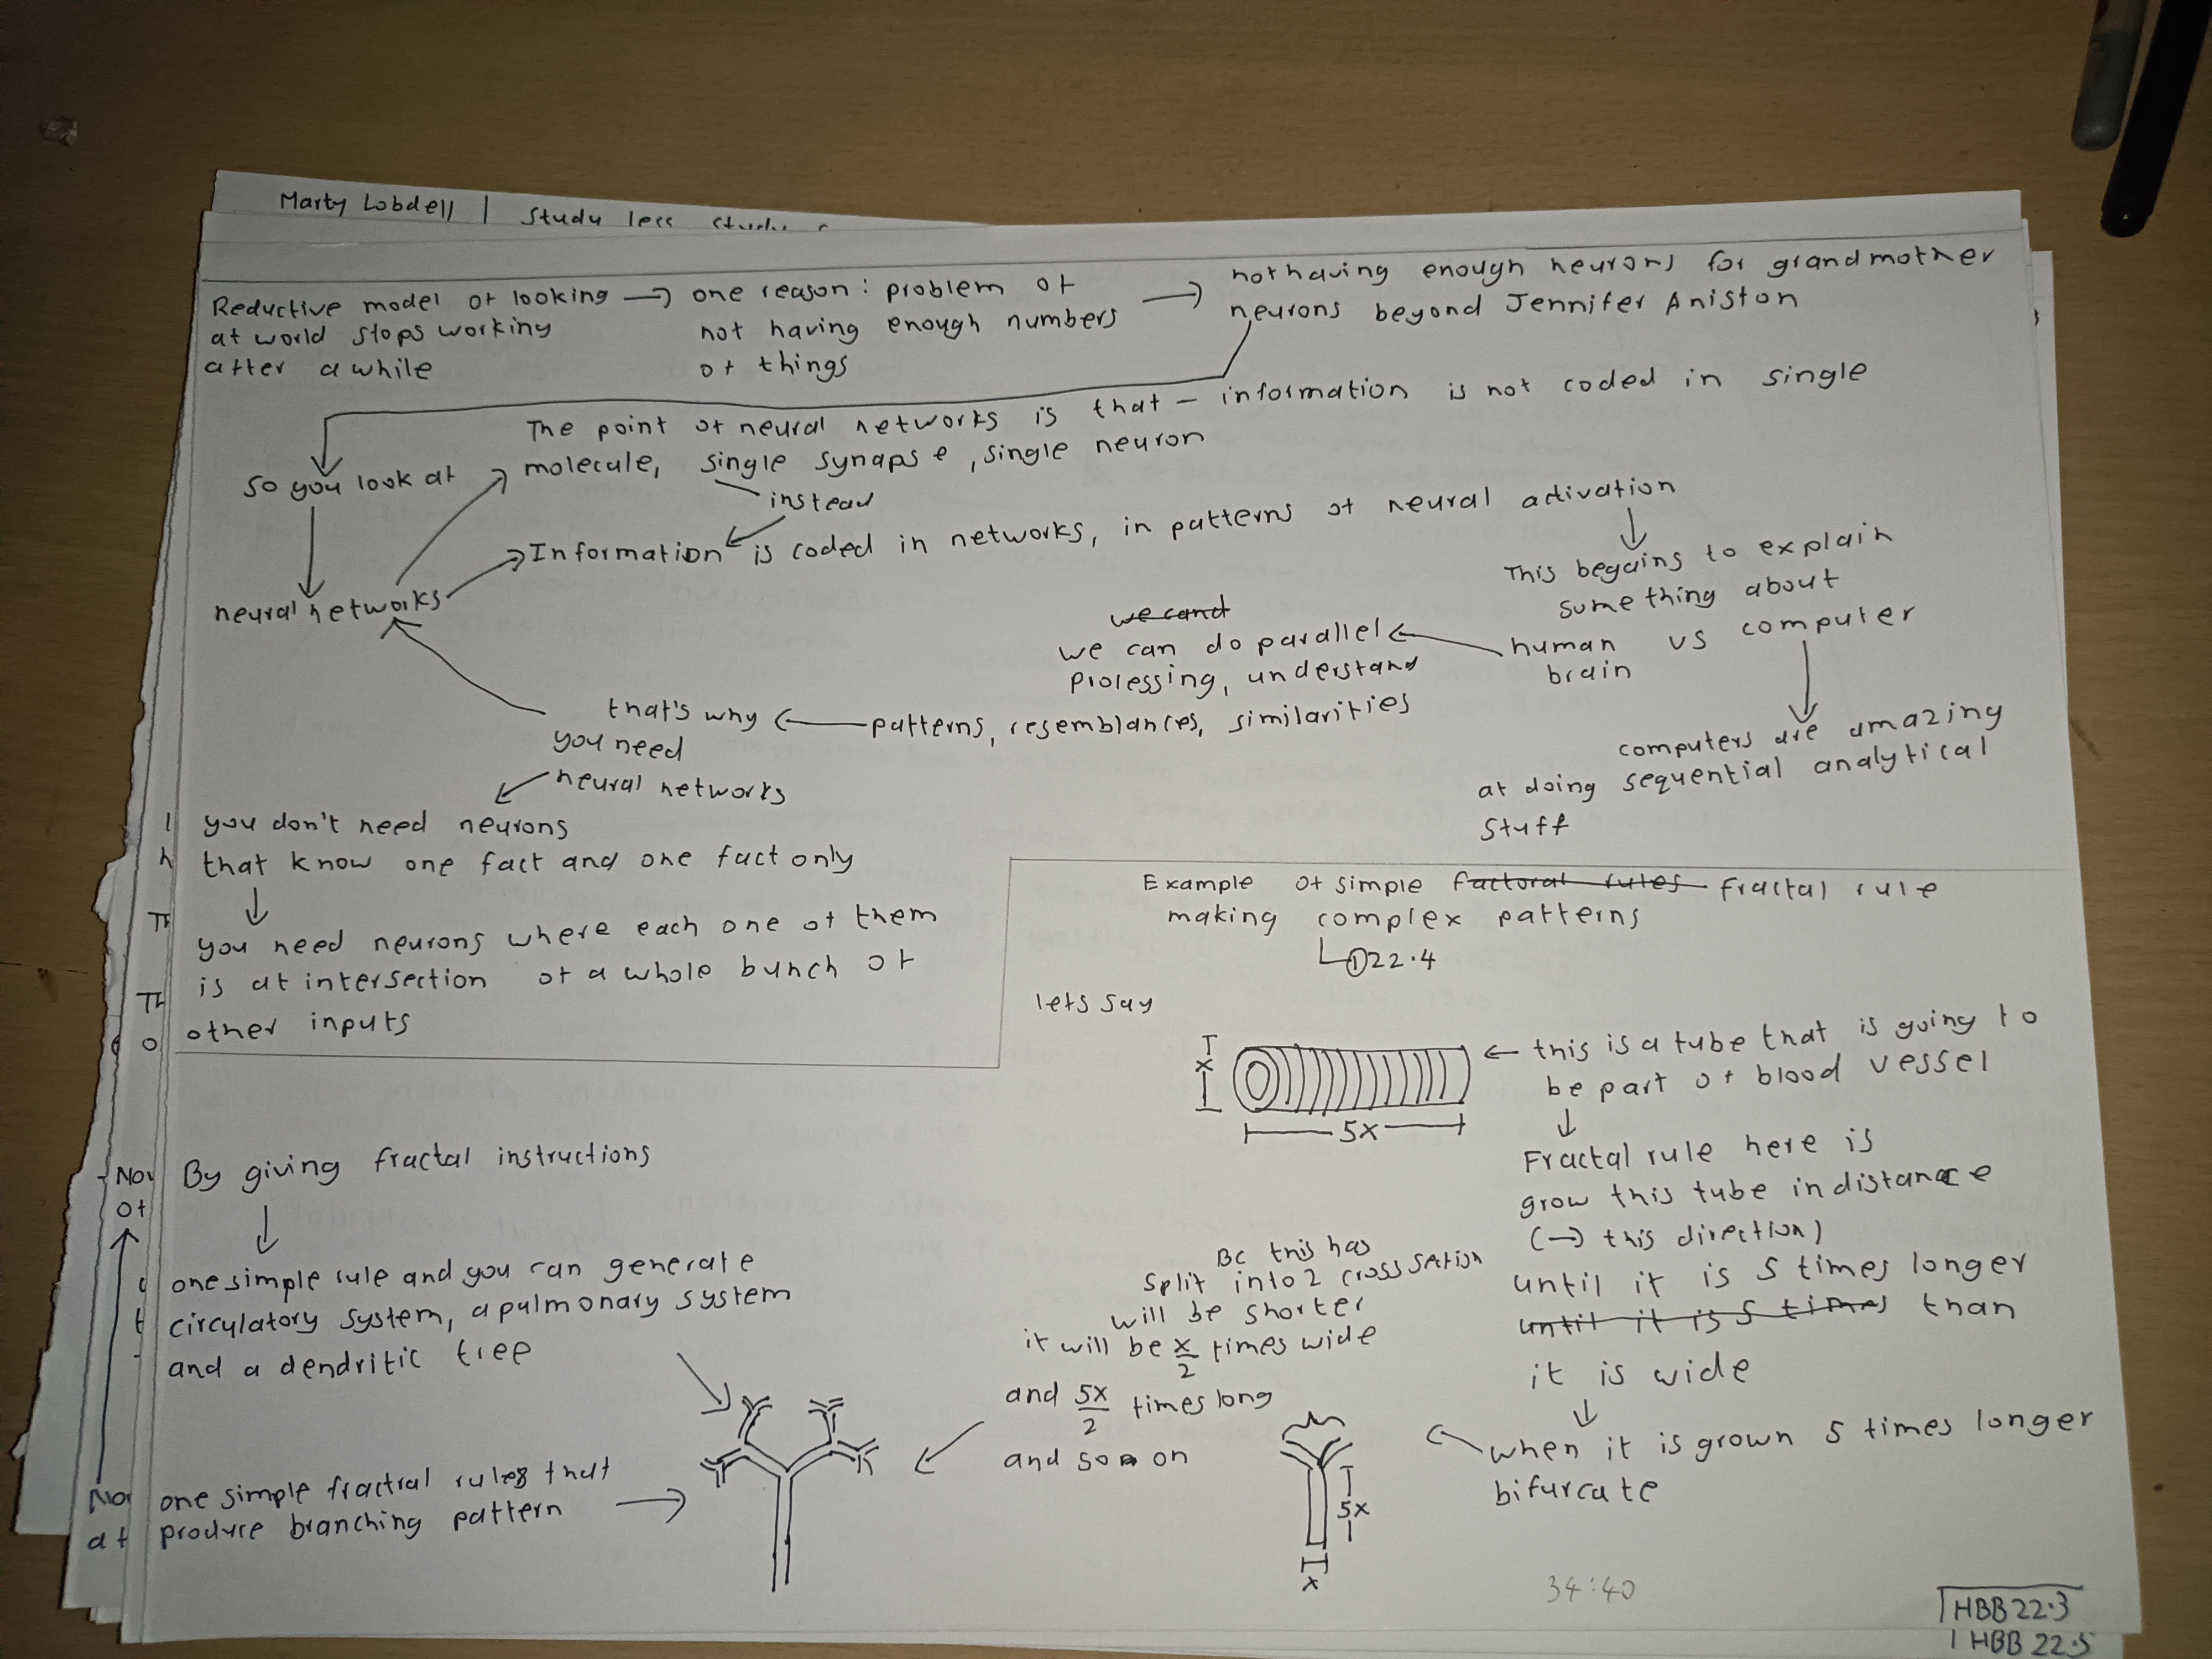 Marty Lobdell | Study less
Reductive model of looking → one reason: problem of → not having enough neurons for grandmother
at world stops working not having enough numbers neurons beyond Jennifer Aniston
after a while of things
The point of neural networks is that - information is not coded in single
So you look at molecule, single synapse, single neuron
instead
Information is coded in networks, in patterns of neural activation
neural networks
This begains to explain
something about
human vs computer
brain
we cand
we can do parallel
processing, understand
patterns, resemblances, similarities
computers are amazing
at doing sequential analytical
stuff
that's why
you need
neural networks
you don't need neurons
that know one fact and one fact only
you need neurons where each one of them
is at intersection of a whole bunch of
other inputs
Example of simple factoral rules fractal rule
making complex patterns
① 22.4
lets say
x
5x
← this is a tube that is going to
be part of blood vessel
Fractal rule here is
grow this tube in distance
(→ this direction)
until it is 5 times longer
until it is 5 times than
it is wide
when it is grown 5 times longer
bifurcate
5x
x
Bc this has
split into 2 cross section
will be shorter
it will be x/2 times wide
and 5x/2 times long
and so on
By giving fractal instructions
one simple rule and you can generate
circulatory system, a pulmonary system
and a dendritic tree
one simple fractral rules that
produce branching pattern
34:40
HBB 22.3
HBB 22.5
Nov
of
at